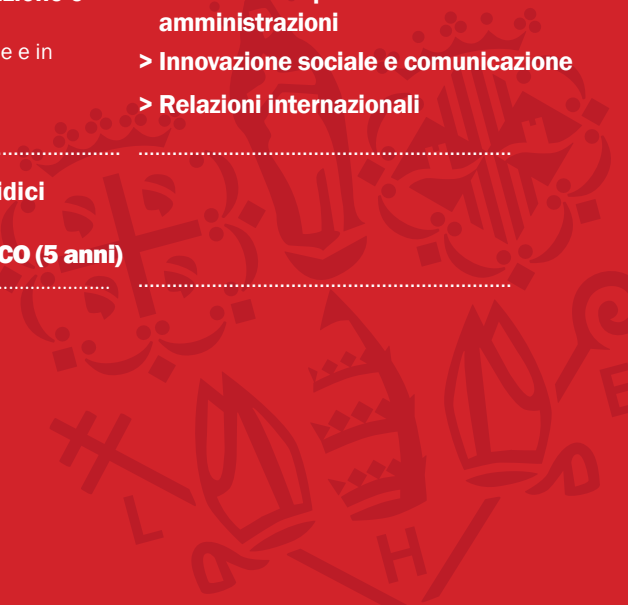 amministrazioni
e e in
> Innovazione sociale e comunicazione
> Relazioni internazionali
idici
CO (5 anni)
L
H
E